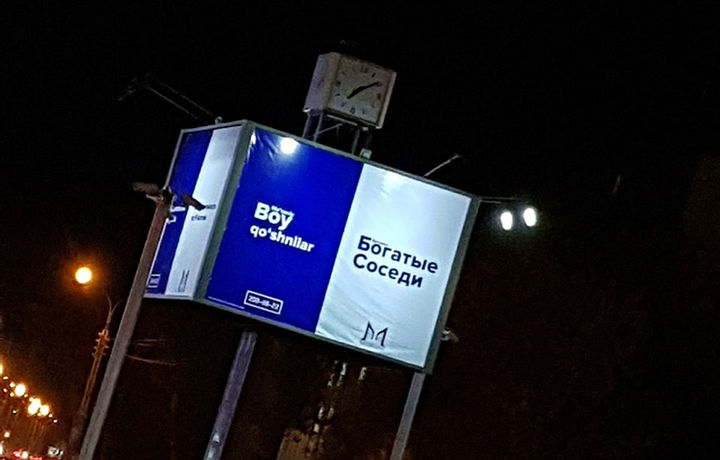 Boy
qo‘shnilar
Богатые
Соседи
M